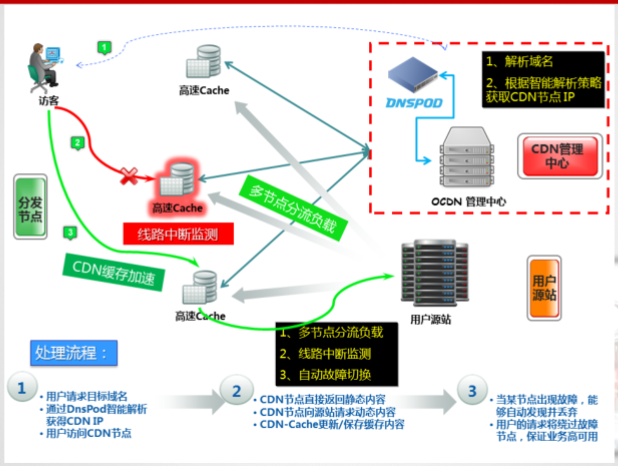 1
1、解析域名
2、根据智能解析策略
获取CDN节点 IP
访客
高速Cache
DNSPOD
2
CDN管理
中心
高速Cache
OCDN 管理中心
分发
节点
多节点分流负载
线路中断监测
3
CDN缓存加速
用户
源站
高速Cache
用户源站
1、多节点分流负载
2、线路中断监测
3、自动故障切换
处理流程：
1
• 用户请求目标域名
• 通过DnsPod智能解析
获得CDN IP
• 用户访问CDN节点
2
• CDN节点直接返回静态内容
• CDN节点向源站请求动态内容
• CDN-Cache更新/保存缓存内容
3
• 当某节点出现故障，能
够自动发现并丢弃
• 用户的请求将绕过故障
节点，保证业务高可用